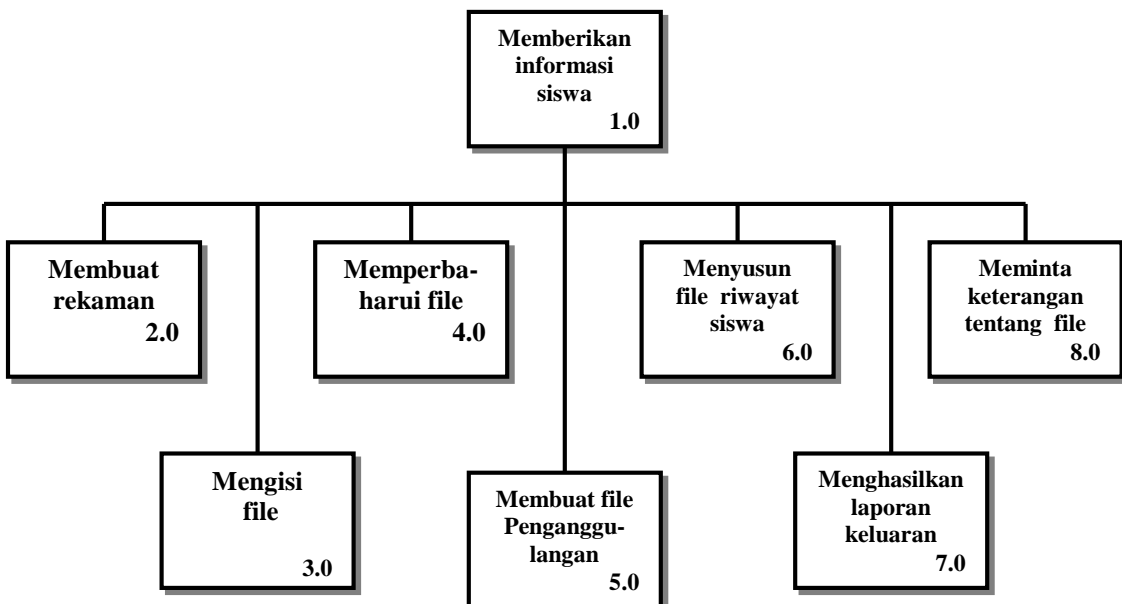 Memberikan
informasi
siswa
1.0
Membuat
rekaman
2.0
Memperba-
harui file
4.0
Menyusun
file riwayat
siswa
6.0
Meminta
keterangan
tentang file
8.0
Mengisi
file
3.0
Membuat file
Penganggu-
langan
5.0
Menghasilkan
laporan
keluaran
7.0